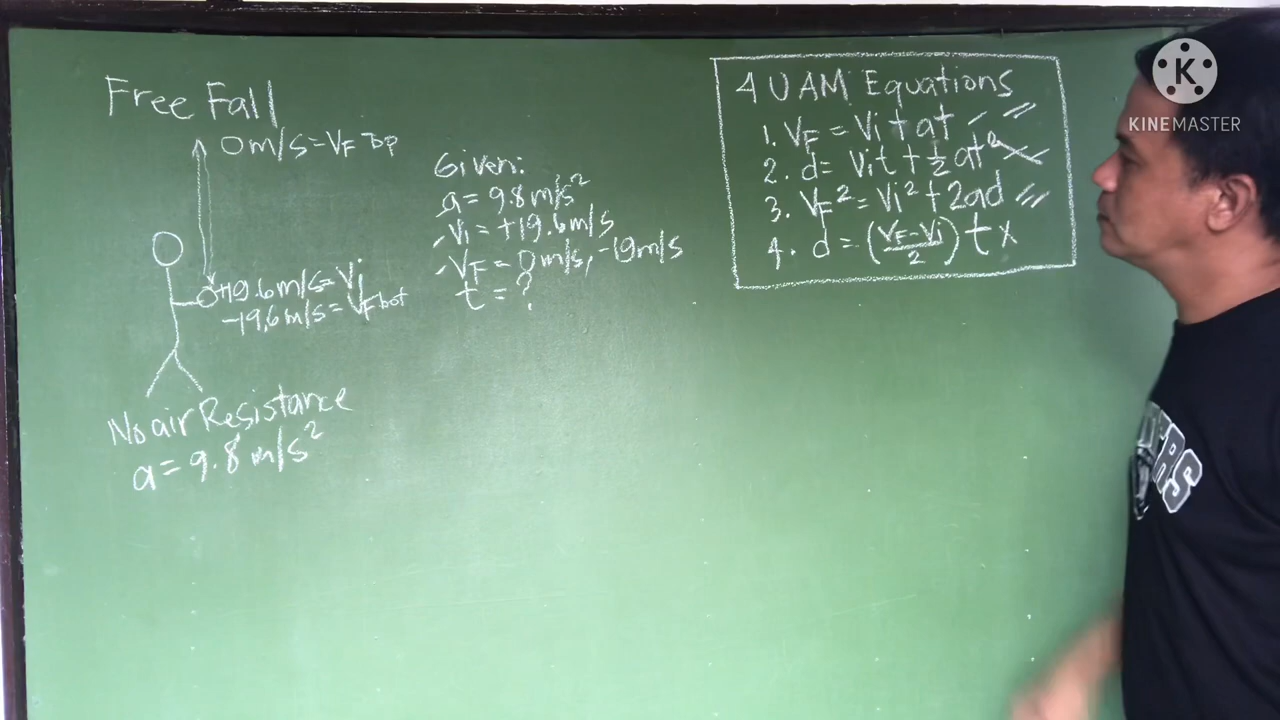 Free Fall
0 m/s = VF Top
+19.6 m/s = Vi
-19.6 m/s = VF bot
No air Resistance
a = 9.8 m/s²
Given:
a = 9.8 m/s²
Vi = +19.6 m/s
VF = 0 m/s, -19 m/s
t = ?
4 UAM Equations
1. VF = Vi + at
2. d = Vit + ½ at²
3. VF² = Vi² + 2ad
4. d = (VF - Vi / 2) t x
K
KINEMASTER